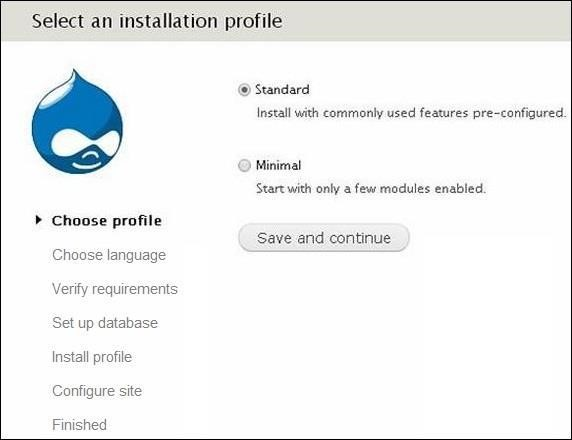 Select an installation profile
Standard
Install with commonly used features pre-configured.
Minimal
Start with only a few modules enabled.
Save and continue
Choose profile
Choose language
Verify requirements
Set up database
Install profile
Configure site
Finished